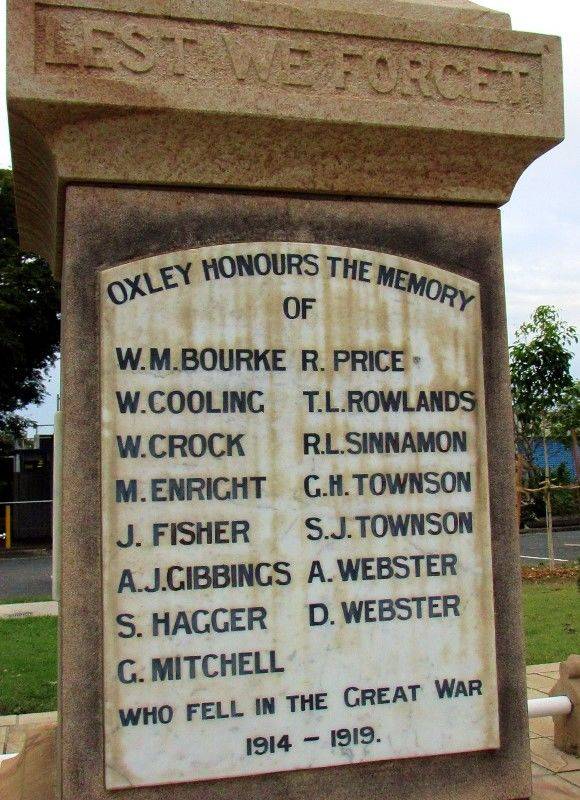 LEST WE FORGET
OXLEY HONOURS THE MEMORY
OF
W.M.BOURKE R. PRICE
W.COOLING T.L.ROWLANDS
W.CROCK R.L.SINNAMON
M.ENRIGHT G.H.TOWNSON
J. FISHER S.J.TOWNSON
A.J.GIBBINGS A.WEBSTER
S. HAGGER D. WEBSTER
G. MITCHELL
WHO FELL IN THE GREAT WAR
1914 – 1919.